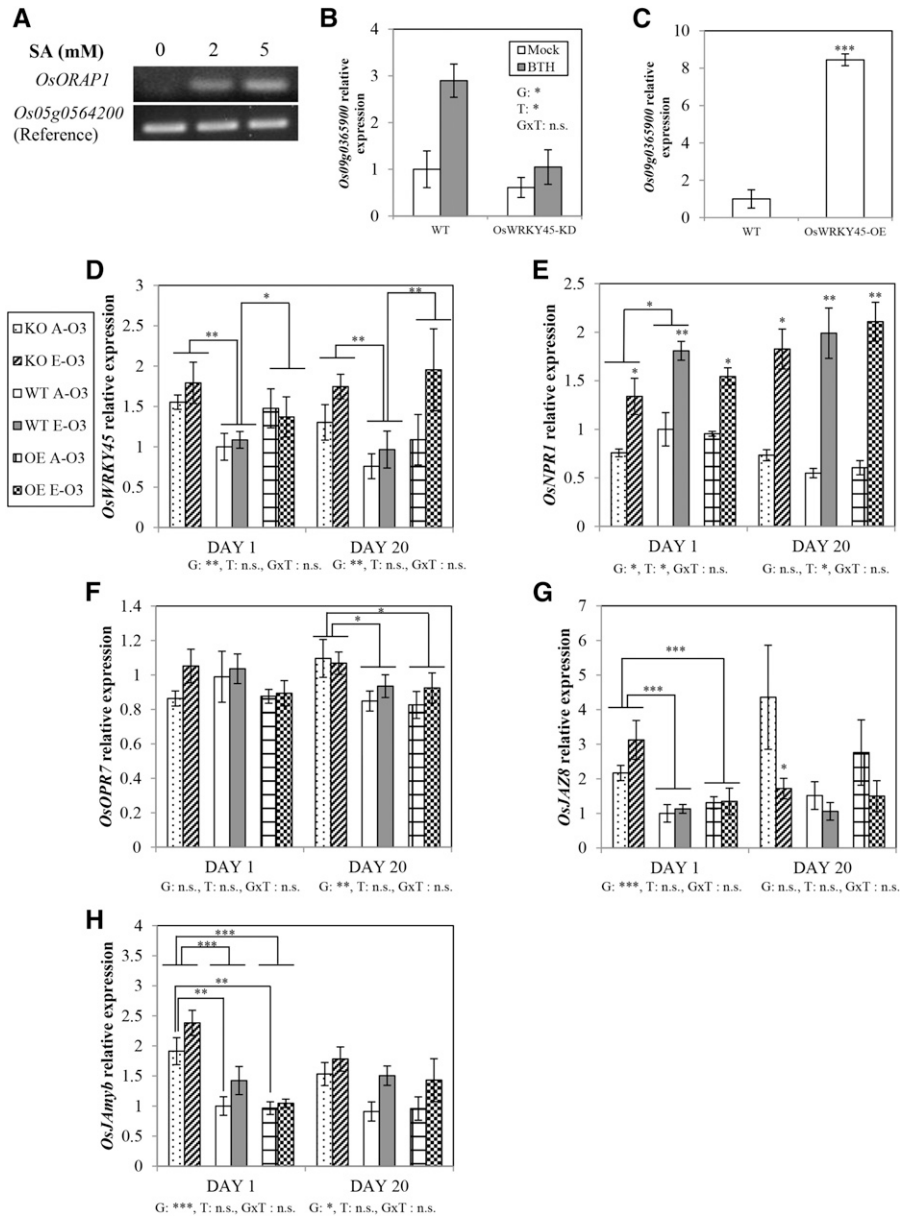 A
SA (mM) 0 2 5
OsORAP1
Os05g0564200
(Reference)
B
Os09g0365900 relative
expression
4
3
2
1
0
Mock
BTH
G: *
T: *
GxT: n.s.
WT OsWRKY45-KD
C
Os09g0365900 relative
expression
10
8
6
4
2
0
***
WT OsWRKY45-OE
KO A-O3
KO E-O3
WT A-O3
WT E-O3
OE A-O3
OE E-O3
D
OsWRKY45 relative expression
3
2.5
2
1.5
1
0.5
0
** * ** **
DAY 1 DAY 20
G: **, T: n.s., GxT : n.s. G: **, T: n.s., GxT : n.s.
E
OsNPR1 relative expression
2.5
2
1.5
1
0.5
0
* * ** * * ** **
DAY 1 DAY 20
G: *, T: *, GxT : n.s. G: n.s., T: *, GxT : n.s.
F
OsOPR7 relative expression
1.4
1.2
1
0.8
0.6
0.4
0.2
0
* *
DAY 1 DAY 20
G: n.s., T: n.s., GxT : n.s. G: **, T: n.s., GxT : n.s.
G
OsJAZ8 relative expression
7
6
5
4
3
2
1
0
***
***
*
DAY 1 DAY 20
G: ***, T: n.s., GxT : n.s. G: n.s., T: n.s., GxT : n.s.
H
OsJAmyb relative expression
4
3.5
3
2.5
2
1.5
1
0.5
0
***
***
**
**
DAY 1 DAY 20
G: ***, T: n.s., GxT : n.s. G: *, T: n.s., GxT : n.s.